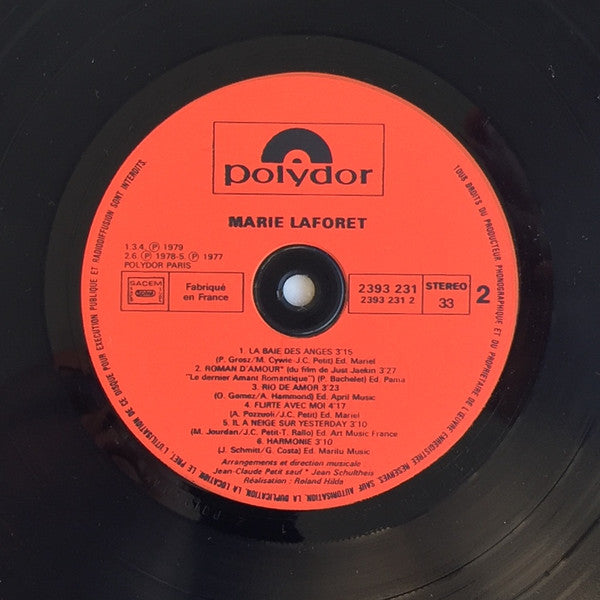 polydor
MARIE LAFORET
1.3.4. Ⓟ 1979
2.6. Ⓟ 1978-5. Ⓟ 1977
POLYDOR PARIS
SACEM
Fabriqué
en France
2393 231
2393 231 2
STEREO
33
2
1. LA BAIE DES ANGES 3'15
(P. Grosz/M. Cywie J.C. Petit) Ed. Mariel
2. ROMAN D'AMOUR* (du film de Just Jaekin 3'27
"Le dernier Amant Romantique") (P. Bachelet) Ed. Pama
3. RIO DE AMOR 3'23
(G. Gemez/A. Hammond) Ed. April Music
4. FLIRTE AVEC MOI 4'17
(A. Pozzuoli/J.C. Petit) Ed. Mariel
5. IL A NEIGE SUR YESTERDAY 3'10
(M. Jourdan/J.C. Petit-T. Rallo) Ed. Art Music France
6. HARMONIE 3'10
(J. Schmitt/G. Costa) Ed. Marilu Music
Arrangements et direction musicale
Jean-Claude Petit sauf * Jean Schultheis
Réalisation : Roland Hilda
TOUS DROITS DU PRODUCTEUR PHONOGRAPHIQUE ET DU PROPRIETAIRE DE L'ŒUVRE ENREGISTREE RESERVES SAUF AUTORISATION, LA DUPLICATION, LA LOCATION, LE PRET, L'UTILISATION DE CE DISQUE POUR EXECUTION PUBLIQUE ET RADIODIFFUSION SONT INTERDITS.